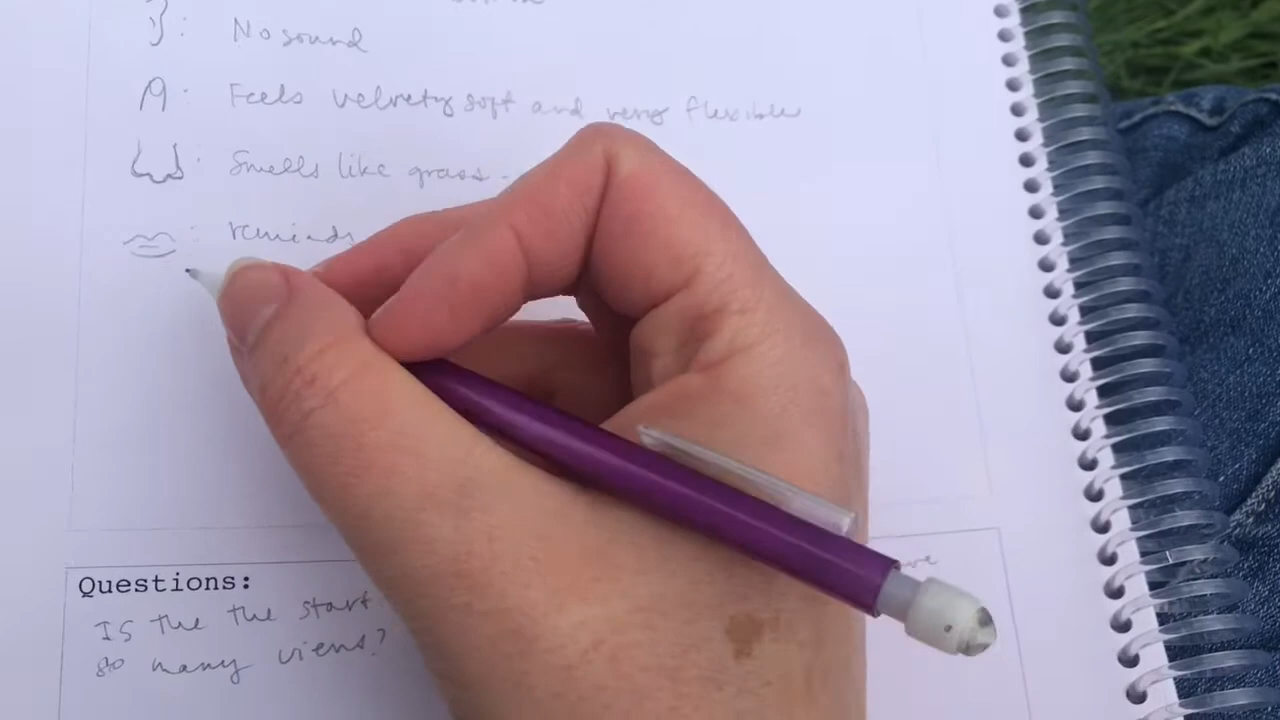 : No sound
: Feels velvety soft and very flexible
: Smells like grass.
: reminds
Questions:
Is the the start
so many viens?